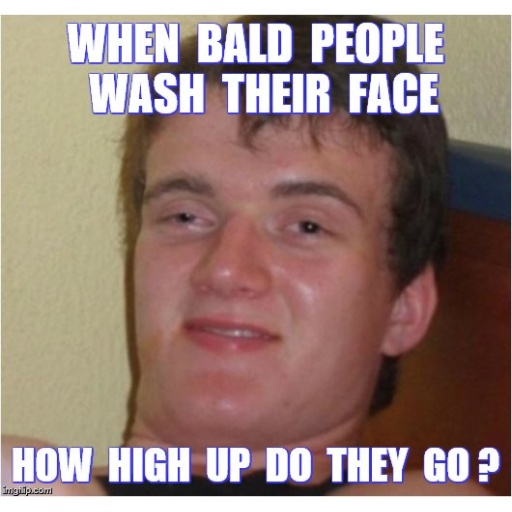 WHEN BALD PEOPLE
WASH THEIR FACE
HOW HIGH UP DO THEY GO?
imgflip.com